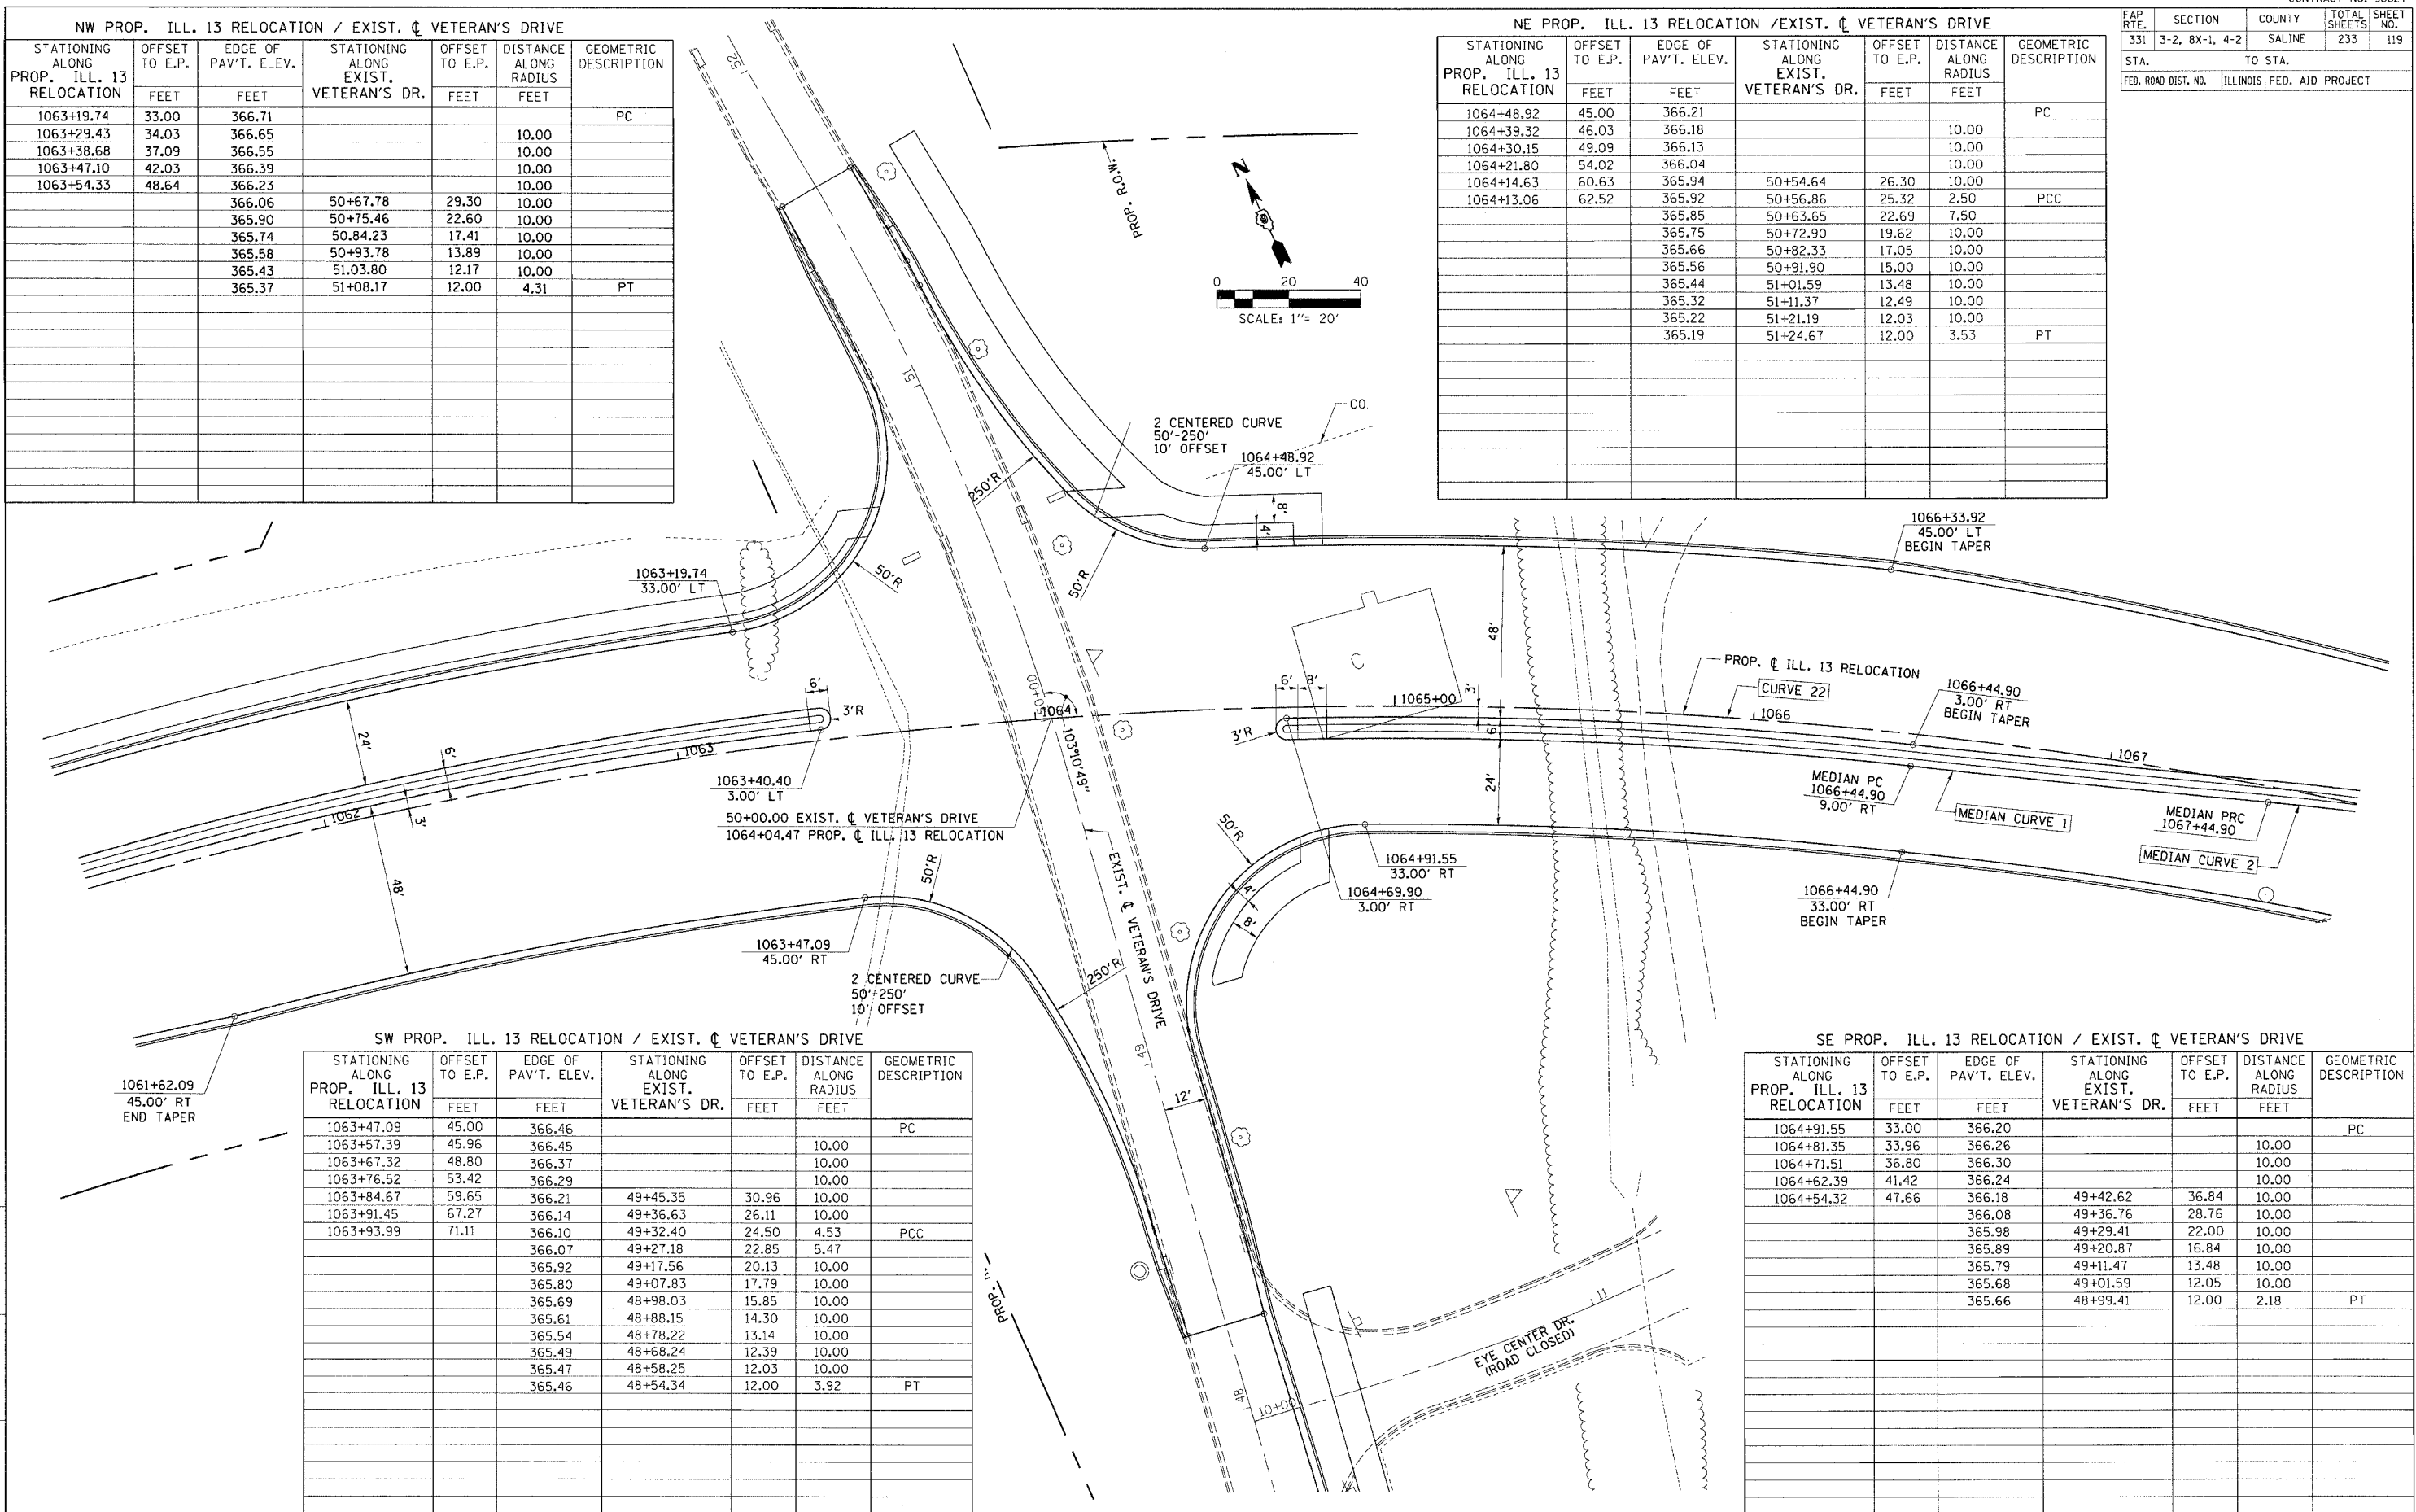 NW PROP. ILL. 13 RELOCATION / EXIST. ℄ VETERAN'S DRIVE
STATIONING ALONG PROP. ILL. 13 RELOCATION | OFFSET TO E.P. FEET | EDGE OF PAV'T. ELEV. FEET | STATIONING ALONG EXIST. VETERAN'S DR. | OFFSET TO E.P. FEET | DISTANCE ALONG RADIUS FEET | GEOMETRIC DESCRIPTION
1063+19.74 33.00 366.71 PC
1063+29.43 34.03 366.65 10.00
1063+38.68 37.09 366.55 10.00
1063+47.10 42.03 366.39 10.00
1063+54.33 48.64 366.23 10.00
366.06 50+67.78 29.30 10.00
365.90 50+75.46 22.60 10.00
365.74 50.84.23 17.41 10.00
365.58 50+93.78 13.89 10.00
365.43 51.03.80 12.17 10.00
365.37 51+08.17 12.00 4.31 PT
NE PROP. ILL. 13 RELOCATION /EXIST. ℄ VETERAN'S DRIVE
STATIONING ALONG PROP. ILL. 13 RELOCATION | OFFSET TO E.P. FEET | EDGE OF PAV'T. ELEV. FEET | STATIONING ALONG EXIST. VETERAN'S DR. | OFFSET TO E.P. FEET | DISTANCE ALONG RADIUS FEET | GEOMETRIC DESCRIPTION
1064+48.92 45.00 366.21 PC
1064+39.32 46.03 366.18 10.00
1064+30.15 49.09 366.13 10.00
1064+21.80 54.02 366.04 10.00
1064+14.63 60.63 365.94 50+54.64 26.30 10.00
1064+13.06 62.52 365.92 50+56.86 25.32 2.50 PCC
365.85 50+63.65 22.69 7.50
365.75 50+72.90 19.62 10.00
365.66 50+82.33 17.05 10.00
365.56 50+91.90 15.00 10.00
365.44 51+01.59 13.48 10.00
365.32 51+11.37 12.49 10.00
365.22 51+21.19 12.03 10.00
365.19 51+24.67 12.00 3.53 PT
FAP RTE. | SECTION | COUNTY | TOTAL SHEETS | SHEET NO.
331 3-2, 8X-1, 4-2 SALINE 233 119
STA. TO STA.
FED. ROAD DIST. NO. ILLINOIS FED. AID PROJECT
52
51
PROP. R.O.W.
N
0 20 40
SCALE: 1"= 20'
CO.
2 CENTERED CURVE
50'-250'
10' OFFSET
1064+48.92
45.00' LT
250'R
8'
4'
50'R
50'R
1063+19.74
33.00' LT
1066+33.92
45.00' LT
BEGIN TAPER
48'
C
PROP. ℄ ILL. 13 RELOCATION
CURVE 22
1066+44.90
3.00' RT
BEGIN TAPER
6'
3'R
6' 8'
3'R
3'
6'
24'
24'
6'
3'
48'
1062
1063
1064
1065+00
1066
1067
50+00
103°10'49"
1063+40.40
3.00' LT
50+00.00 EXIST. ℄ VETERAN'S DRIVE
1064+04.47 PROP. ℄ ILL. 13 RELOCATION
MEDIAN PC
1066+44.90
9.00' RT
MEDIAN CURVE 1
MEDIAN PRC
1067+44.90
MEDIAN CURVE 2
50'R
50'R
4'
8'
1064+91.55
33.00' RT
1064+69.90
3.00' RT
1066+44.90
33.00' RT
BEGIN TAPER
EXIST. ℄ VETERAN'S DRIVE
1063+47.09
45.00' RT
2 CENTERED CURVE
50'-250'
10' OFFSET
250'R
49
12'
48
10+00
11
EYE CENTER DR.
(ROAD CLOSED)
1061+62.09
45.00' RT
END TAPER
PROP.
SW PROP. ILL. 13 RELOCATION / EXIST. ℄ VETERAN'S DRIVE
STATIONING ALONG PROP. ILL. 13 RELOCATION | OFFSET TO E.P. FEET | EDGE OF PAV'T. ELEV. FEET | STATIONING ALONG EXIST. VETERAN'S DR. | OFFSET TO E.P. FEET | DISTANCE ALONG RADIUS FEET | GEOMETRIC DESCRIPTION
1063+47.09 45.00 366.46 PC
1063+57.39 45.96 366.45 10.00
1063+67.32 48.80 366.37 10.00
1063+76.52 53.42 366.29 10.00
1063+84.67 59.65 366.21 49+45.35 30.96 10.00
1063+91.45 67.27 366.14 49+36.63 26.11 10.00
1063+93.99 71.11 366.10 49+32.40 24.50 4.53 PCC
366.07 49+27.18 22.85 5.47
365.92 49+17.56 20.13 10.00
365.80 49+07.83 17.79 10.00
365.69 48+98.03 15.85 10.00
365.61 48+88.15 14.30 10.00
365.54 48+78.22 13.14 10.00
365.49 48+68.24 12.39 10.00
365.47 48+58.25 12.03 10.00
365.46 48+54.34 12.00 3.92 PT
SE PROP. ILL. 13 RELOCATION / EXIST. ℄ VETERAN'S DRIVE
STATIONING ALONG PROP. ILL. 13 RELOCATION | OFFSET TO E.P. FEET | EDGE OF PAV'T. ELEV. FEET | STATIONING ALONG EXIST. VETERAN'S DR. | OFFSET TO E.P. FEET | DISTANCE ALONG RADIUS FEET | GEOMETRIC DESCRIPTION
1064+91.55 33.00 366.20 PC
1064+81.35 33.96 366.26 10.00
1064+71.51 36.80 366.30 10.00
1064+62.39 41.42 366.24 10.00
1064+54.32 47.66 366.18 49+42.62 36.84 10.00
366.08 49+36.76 28.76 10.00
365.98 49+29.41 22.00 10.00
365.89 49+20.87 16.84 10.00
365.79 49+11.47 13.48 10.00
365.68 49+01.59 12.05 10.00
365.66 48+99.41 12.00 2.18 PT